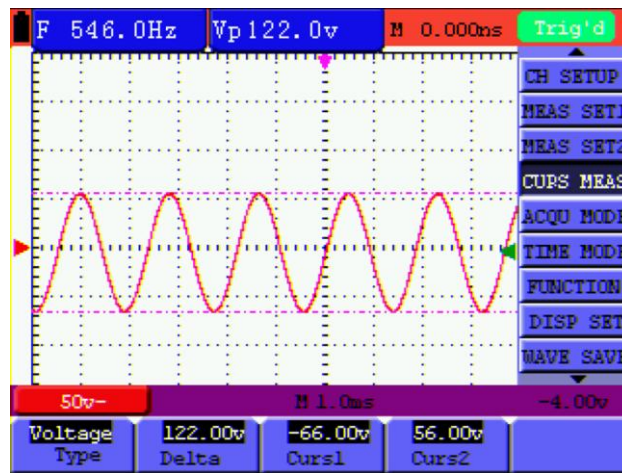 F 546.0Hz Vp 122.0v M 0.000ns Trig'd
CH SETUP
MEAS SET1
MEAS SET2
CURS MEAS
ACQU MODE
TIME MODE
FUNCTION
DISP SET
WAVE SAVE
50v~ M 1.0ms -4.00v
Voltage 122.00v -66.00v 56.00v
Type Delta Curs1 Curs2